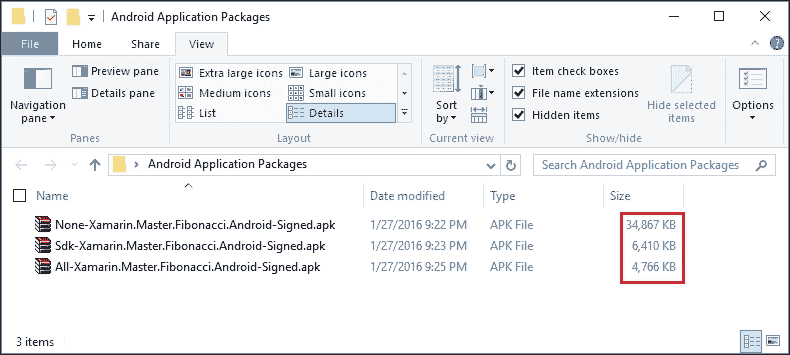 Android Application Packages
File Home Share View
Navigation pane
Preview pane
Details pane
Panes
Extra large icons Large icons
Medium icons Small icons
List Details
Layout
Sort by
Current view
Item check boxes
File name extensions
Hidden items
Hide selected items
Show/hide
Options
Android Application Packages
Search Android Application Packages
Name Date modified Type Size
None-Xamarin.Master.Fibonacci.Android-Signed.apk 1/27/2016 9:22 PM APK File 34,867 KB
Sdk-Xamarin.Master.Fibonacci.Android-Signed.apk 1/27/2016 9:23 PM APK File 6,410 KB
All-Xamarin.Master.Fibonacci.Android-Signed.apk 1/27/2016 9:25 PM APK File 4,766 KB
3 items